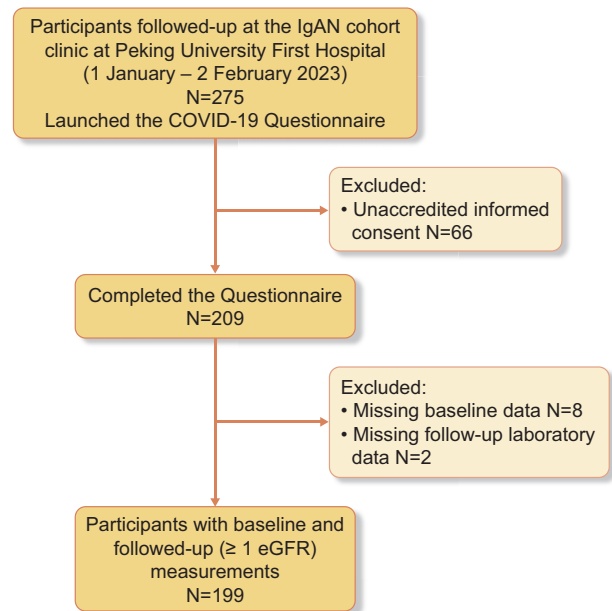 Participants followed-up at the IgAN cohort
clinic at Peking University First Hospital
(1 January – 2 February 2023)
N=275
Launched the COVID-19 Questionnaire
Excluded:
• Unaccredited informed
consent N=66
Completed the Questionnaire
N=209
Excluded:
• Missing baseline data N=8
• Missing follow-up laboratory
data N=2
Participants with baseline and
followed-up (≥ 1 eGFR)
measurements
N=199